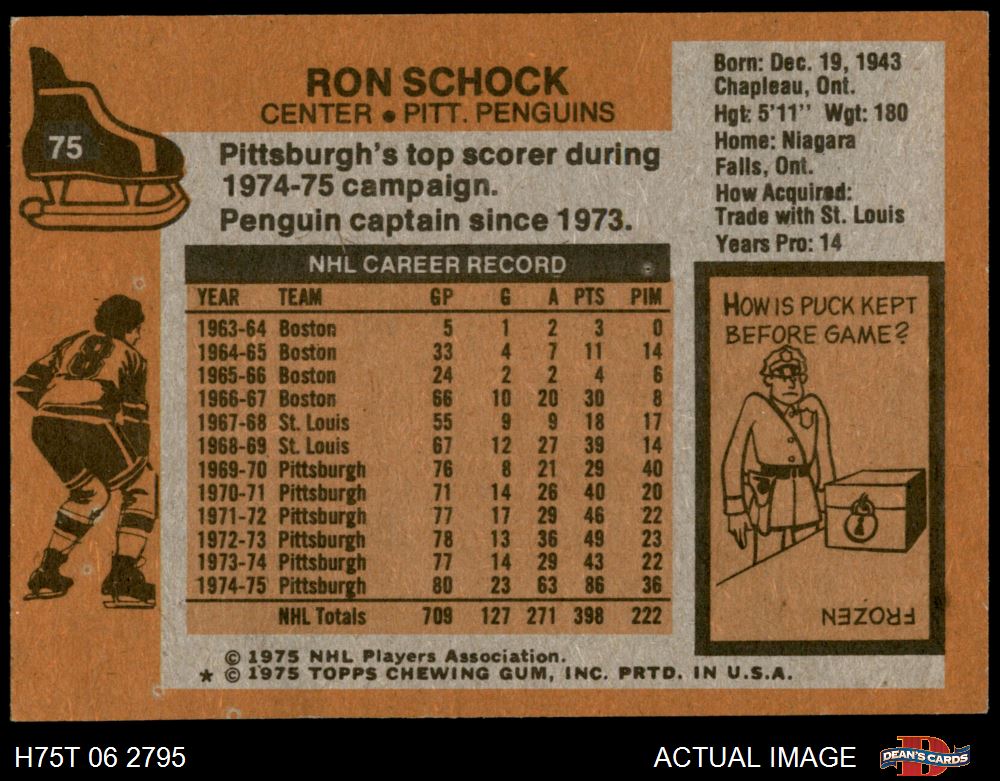 75
RON SCHOCK
CENTER • PITT. PENGUINS
Pittsburgh's top scorer during
1974-75 campaign.
Penguin captain since 1973.
Born: Dec. 19, 1943
Chapleau, Ont.
Hgt: 5'11" Wgt: 180
Home: Niagara
Falls, Ont.
How Acquired:
Trade with St. Louis
Years Pro: 14
NHL CAREER RECORD
YEAR TEAM GP G A PTS PIM
1963-64 Boston 5 1 2 3 0
1964-65 Boston 33 4 7 11 14
1965-66 Boston 24 2 2 4 6
1966-67 Boston 66 10 20 30 8
1967-68 St. Louis 55 9 9 18 17
1968-69 St. Louis 67 12 27 39 14
1969-70 Pittsburgh 76 8 21 29 40
1970-71 Pittsburgh 71 14 26 40 20
1971-72 Pittsburgh 77 17 29 46 22
1972-73 Pittsburgh 78 13 36 49 23
1973-74 Pittsburgh 77 14 29 43 22
1974-75 Pittsburgh 80 23 63 86 36
NHL Totals 709 127 271 398 222
HOW IS PUCK KEPT
BEFORE GAME?
FROZEN
8
© 1975 NHL Players Association.
* © 1975 TOPPS CHEWING GUM, INC. PRTD. IN U.S.A.
H75T 06 2795
ACTUAL IMAGE
DEAN'S CARDS